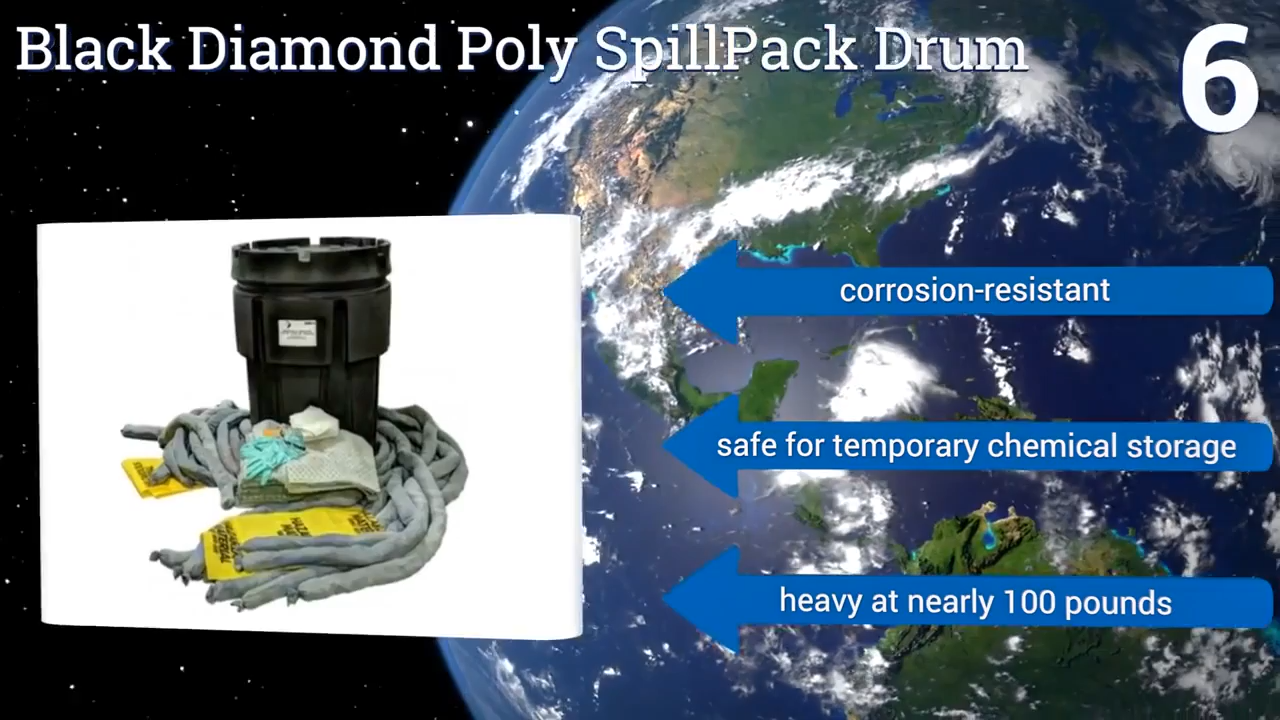 Black Diamond Poly SpillPack Drum
6
corrosion-resistant
safe for temporary chemical storage
heavy at nearly 100 pounds